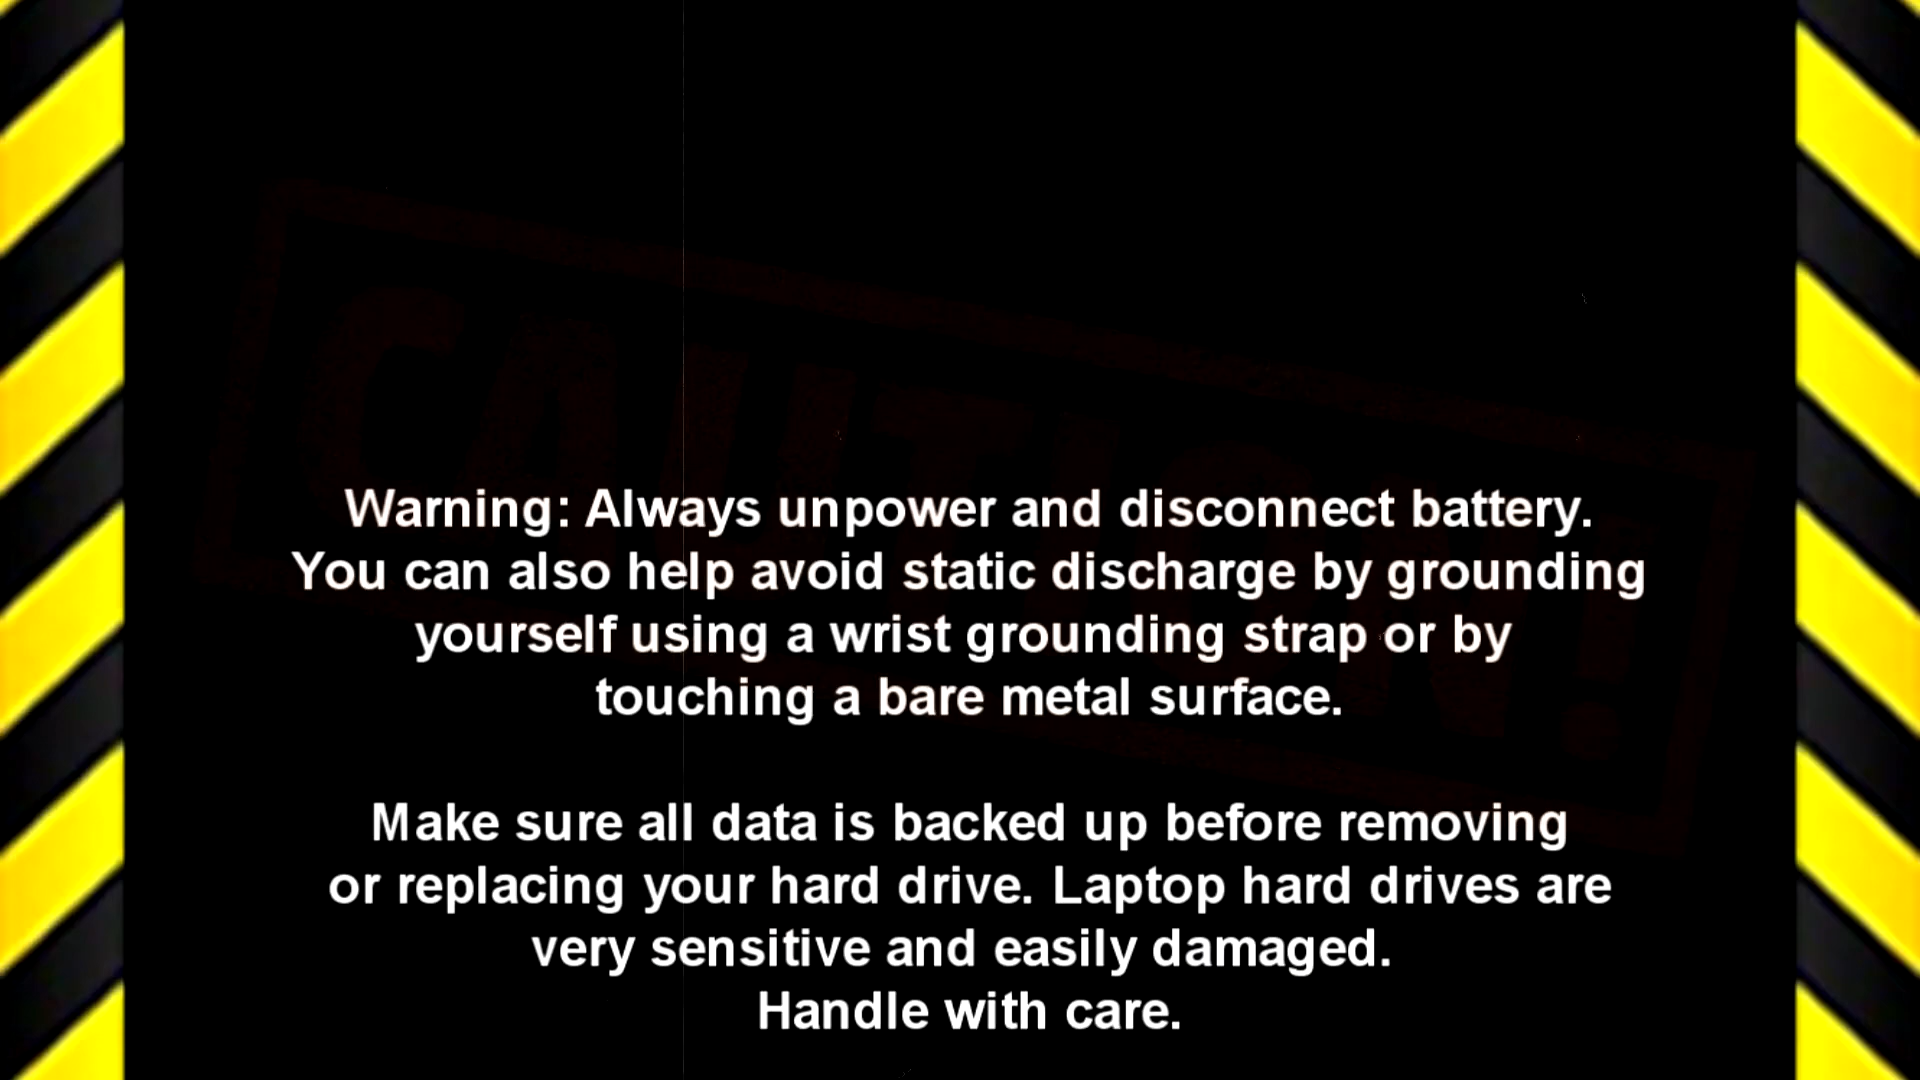 CAUTION!
Warning: Always unpower and disconnect battery.
You can also help avoid static discharge by grounding
yourself using a wrist grounding strap or by
touching a bare metal surface.
Make sure all data is backed up before removing
or replacing your hard drive. Laptop hard drives are
very sensitive and easily damaged.
Handle with care.